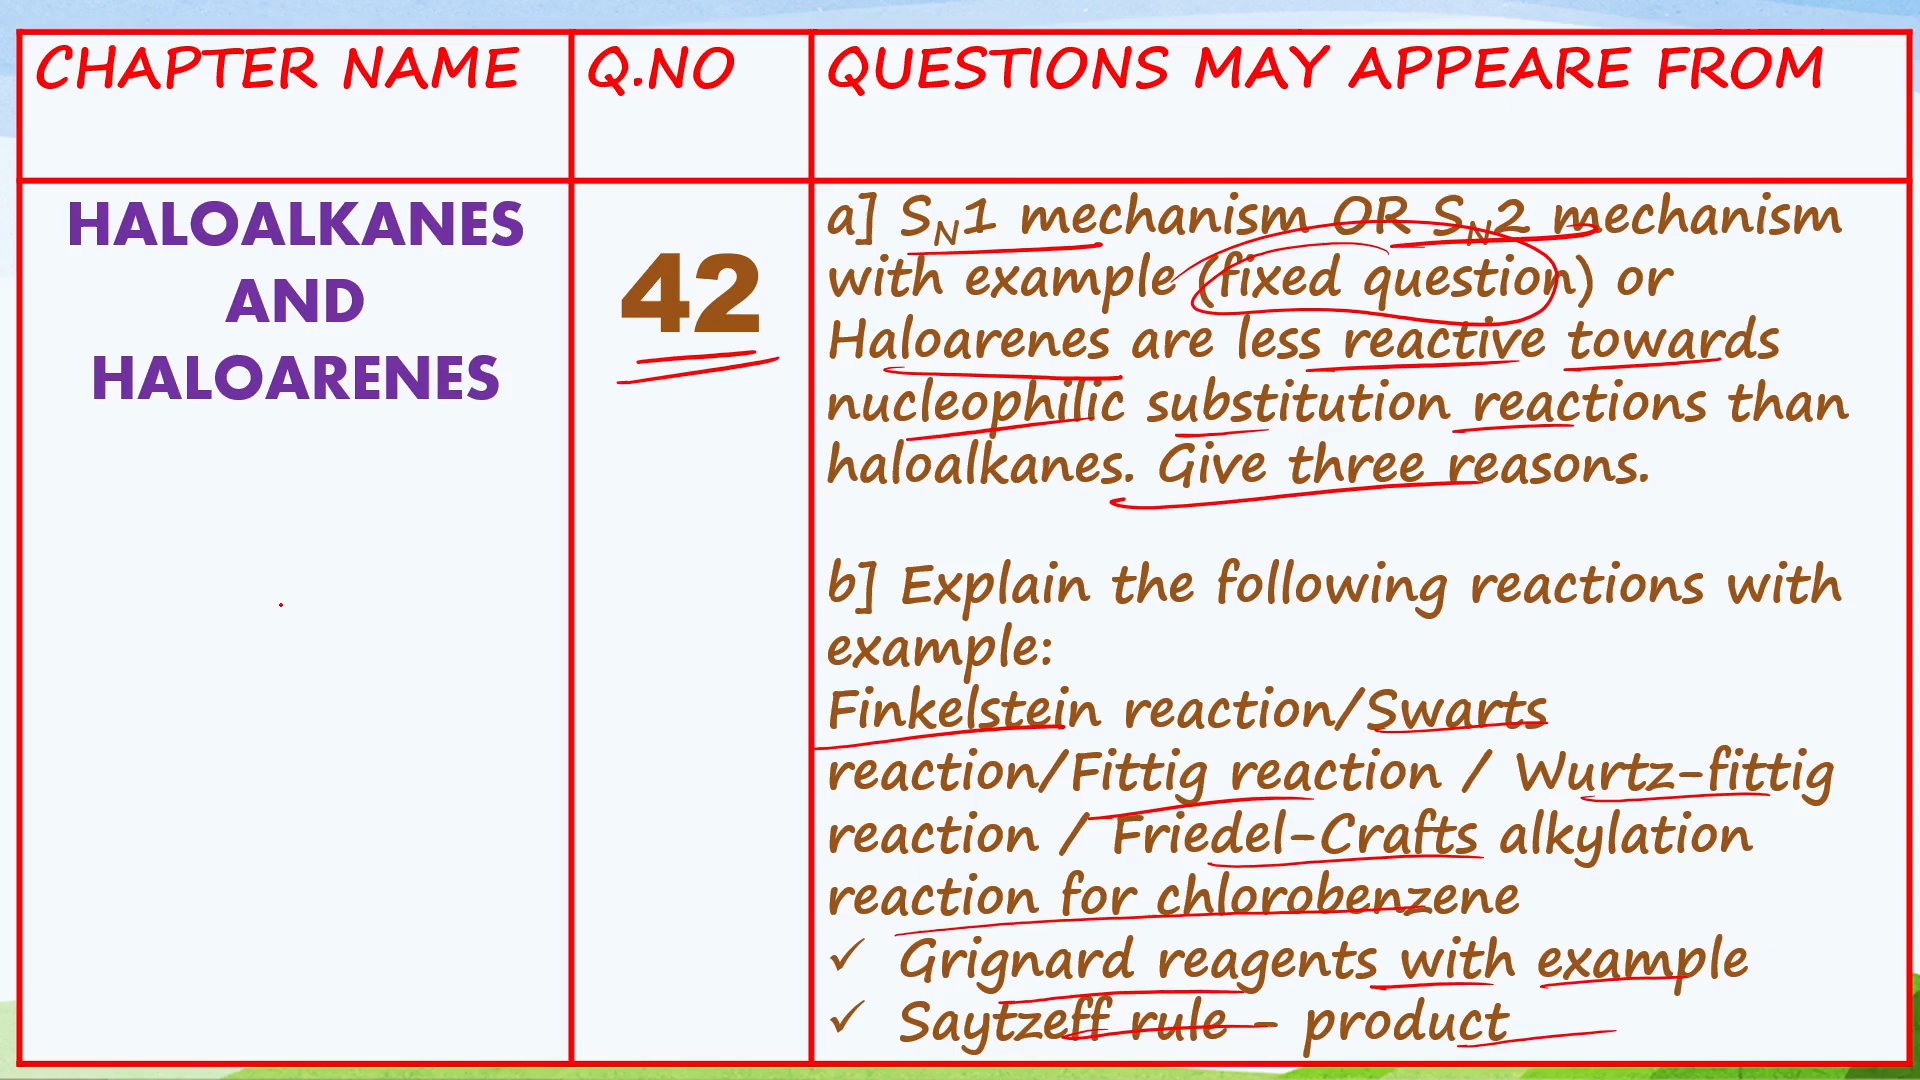 CHAPTER NAME
Q.NO
QUESTIONS MAY APPEARE FROM
HALOALKANES
AND
HALOARENES
42
a] SN1 mechanism OR SN2 mechanism
with example (fixed question) or
Haloarenes are less reactive towards
nucleophilic substitution reactions than
haloalkanes. Give three reasons.
b] Explain the following reactions with
example:
Finkelstein reaction/Swarts
reaction/Fittig reaction / Wurtz-fittig
reaction / Friedel-Crafts alkylation
reaction for chlorobenzene
✓ Grignard reagents with example
✓ Saytzeff rule - product